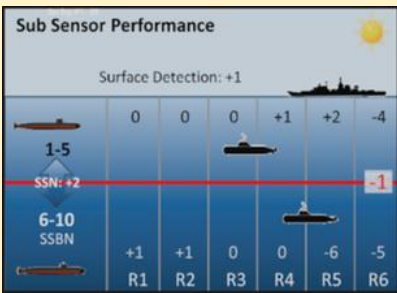 Sub Sensor Performance
Surface Detection: +1
0 0 0 +1 +2 -4
1-5
SSN: +2
-1
6-10
SSBN
+1 +1 0 0 -6 -5
R1 R2 R3 R4 R5 R6